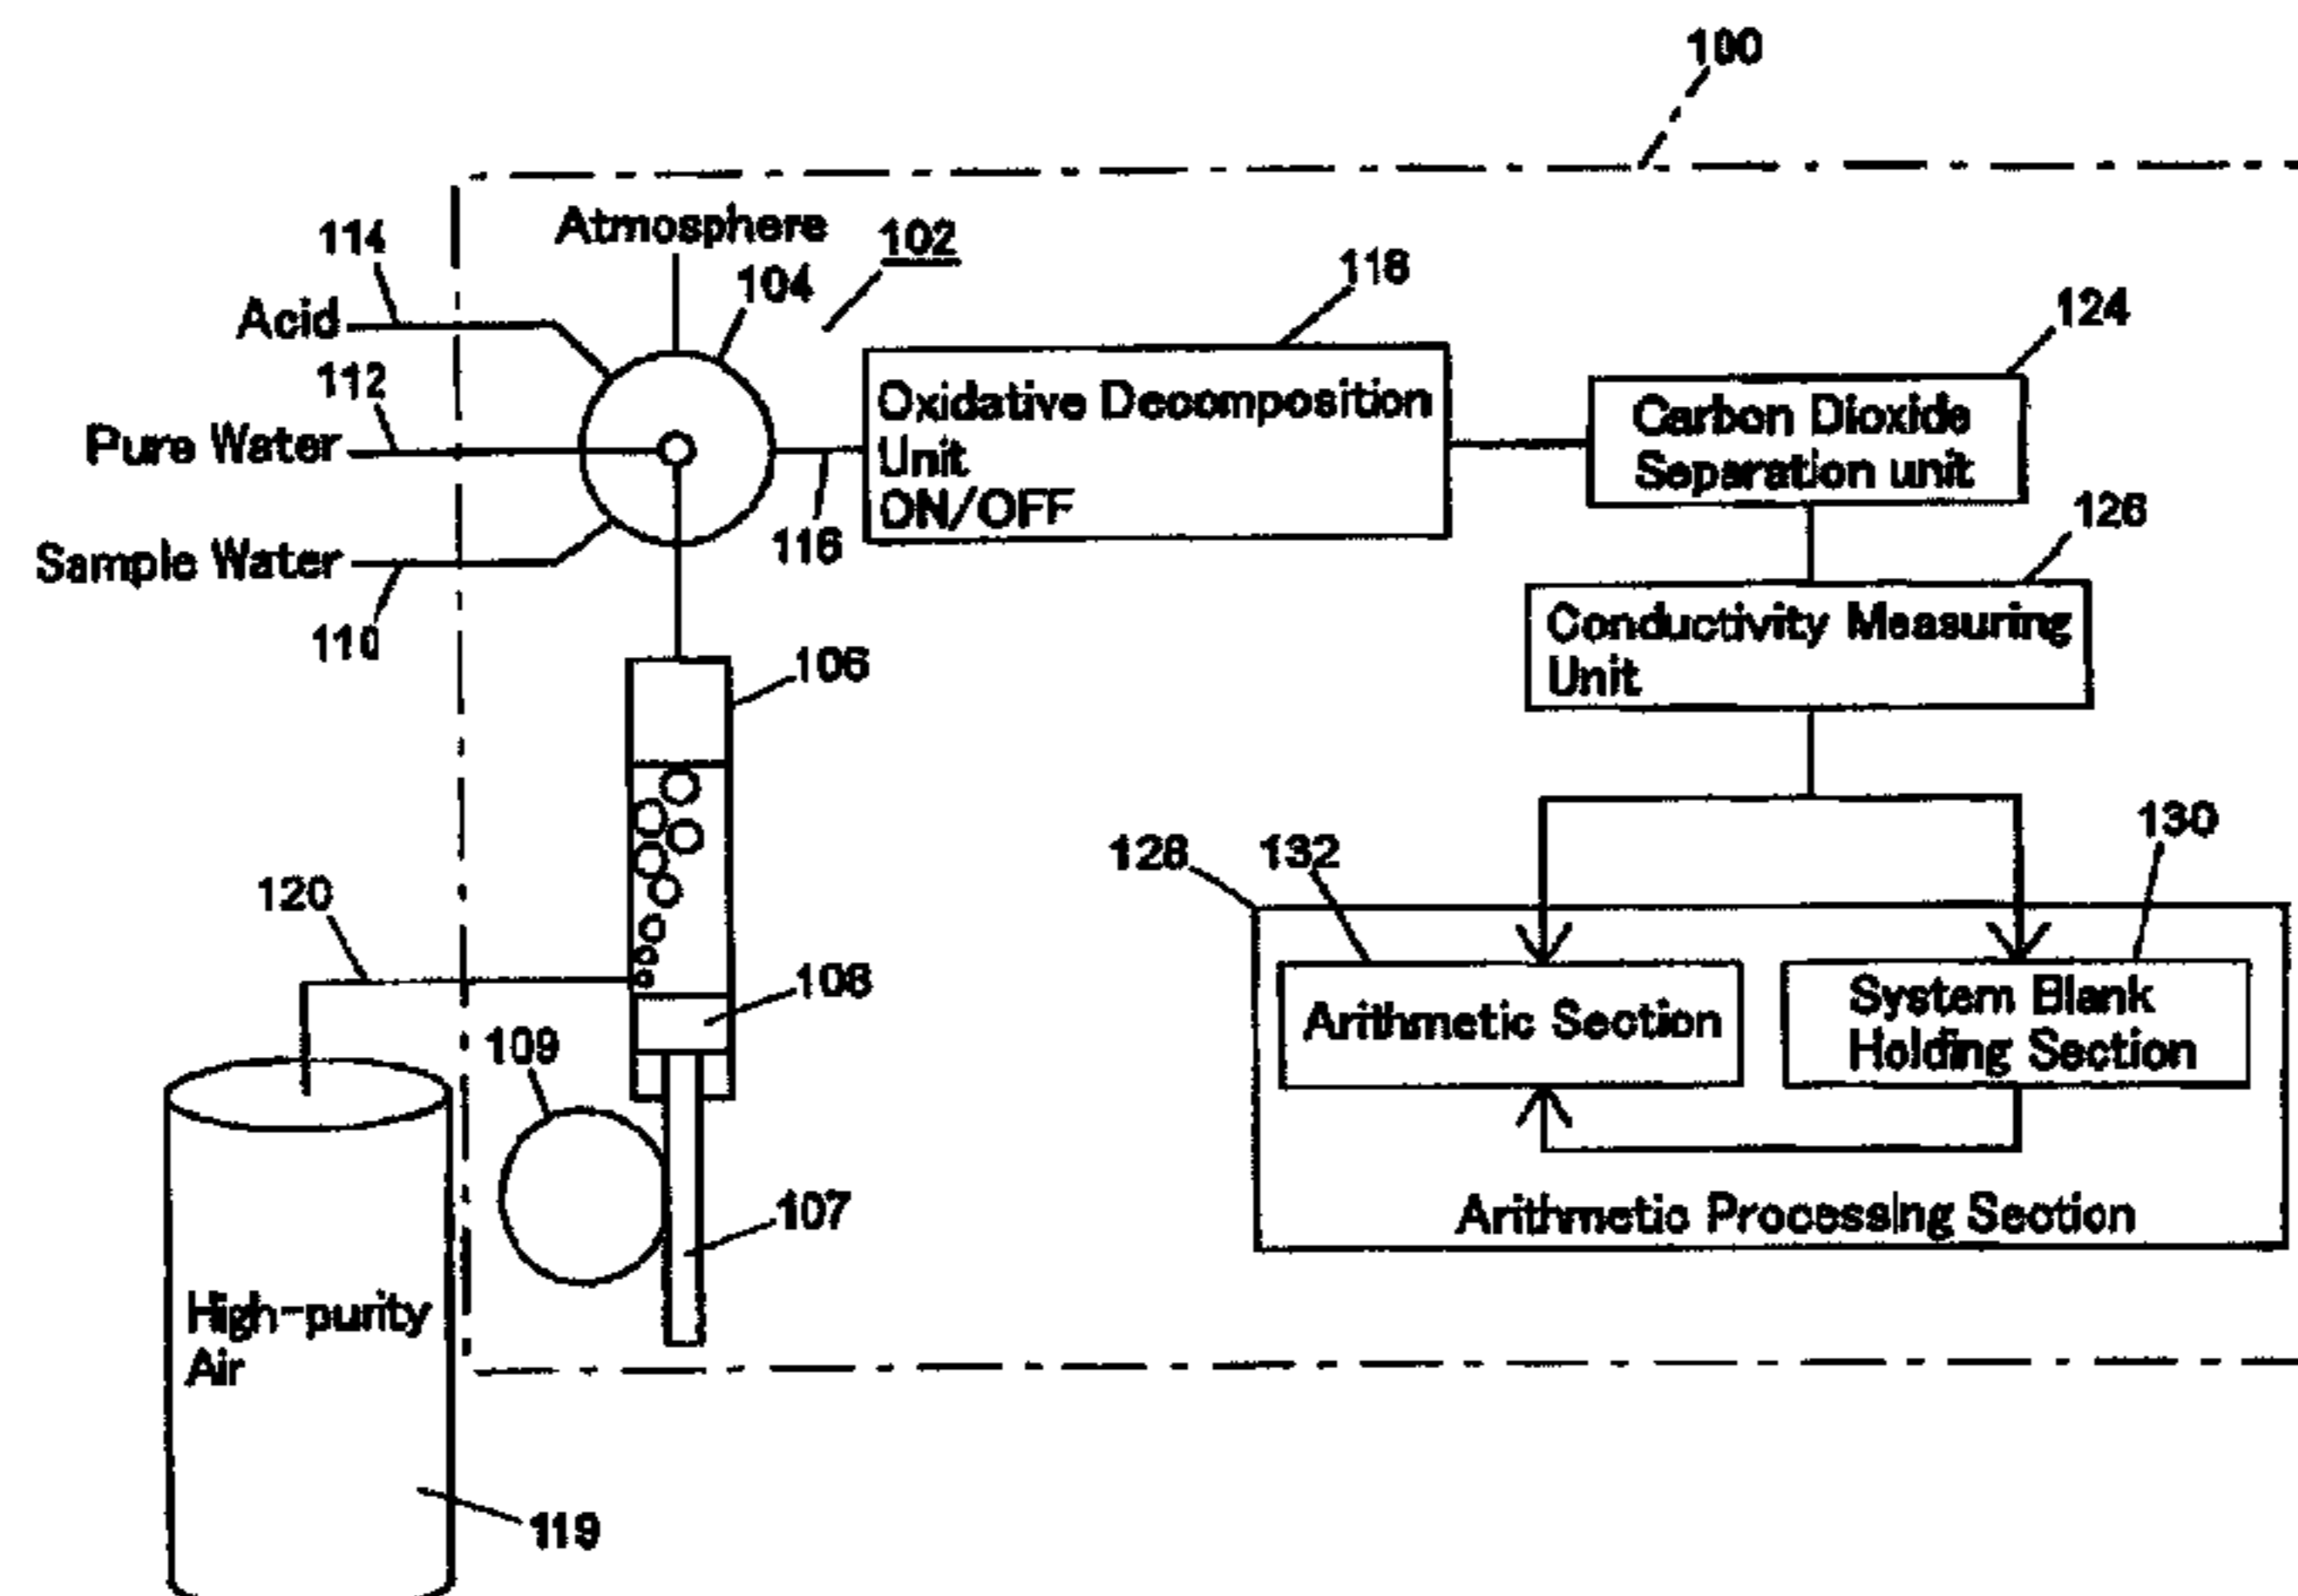 100
Atmosphere
102
114
104
118
Acid
124
112
Pure Water
Oxidative Decomposition
Unit
ON/OFF
Carbon Dioxide
Separation unit
116
126
Sample Water
110
Conductivity Measuring
Unit
106
128
132
130
120
108
Arithmetic Section
System Blank
Holding Section
109
107
Arithmetic Processing Section
High-purity
Air
119